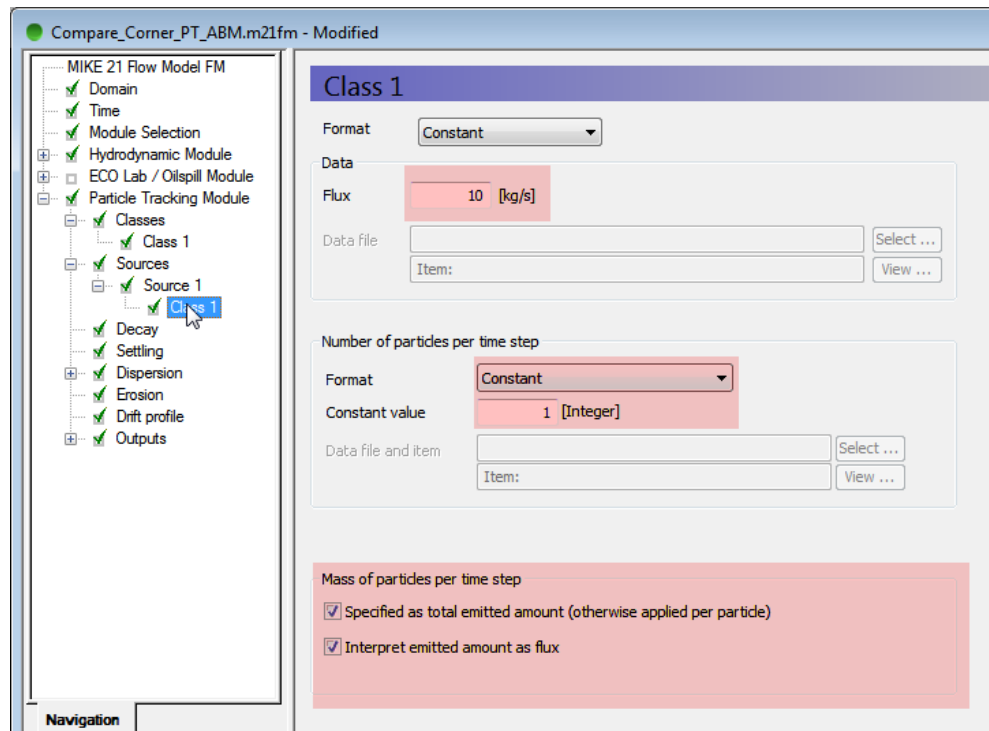 Compare_Corner_PT_ABM.m21fm - Modified
MIKE 21 Flow Model FM
Domain
Time
Module Selection
Hydrodynamic Module
ECO Lab / Oilspill Module
Particle Tracking Module
Classes
Class 1
Sources
Source 1
Class 1
Decay
Settling
Dispersion
Erosion
Drift profile
Outputs
Navigation
Class 1
Format Constant
Data
Flux 10 [kg/s]
Data file Select ...
Item: View ...
Number of particles per time step
Format Constant
Constant value 1 [Integer]
Data file and item Select ...
Item: View ...
Mass of particles per time step
Specified as total emitted amount (otherwise applied per particle)
Interpret emitted amount as flux